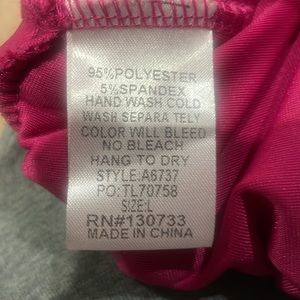 95%POLYESTER
5%SPANDEX
HAND WASH COLD
WASH SEPARA TELY
COLOR WILL BLEED
NO BLEACH
HANG TO DRY
STYLE:A6737
PO:TL70758
SIZE:L
RN#130733
MADE IN CHINA